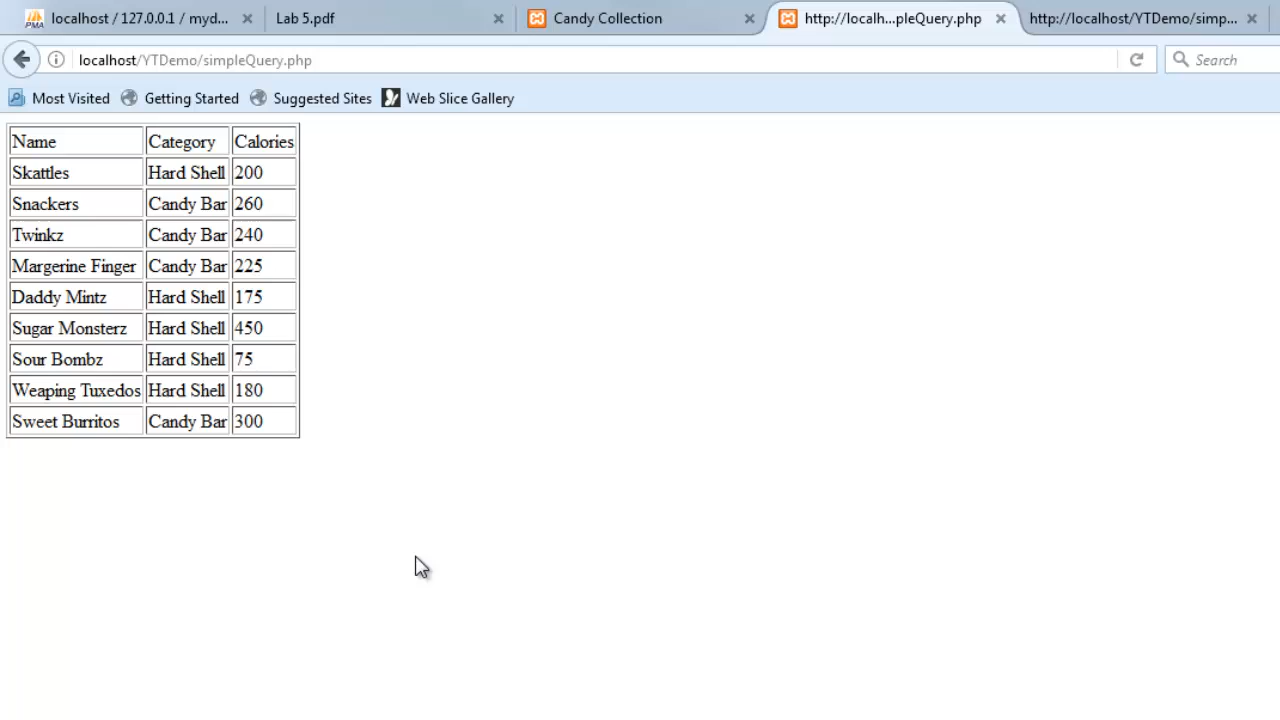 localhost / 127.0.0.1 / myd... Lab 5.pdf Candy Collection http://localh...pleQuery.php http://localhost/YTDemo/simp...
localhost/YTDemo/simpleQuery.php Search
Most Visited Getting Started Suggested Sites Web Slice Gallery
Name Category Calories
Skattles Hard Shell 200
Snackers Candy Bar 260
Twinkz Candy Bar 240
Margerine Finger Candy Bar 225
Daddy Mintz Hard Shell 175
Sugar Monsterz Hard Shell 450
Sour Bombz Hard Shell 75
Weaping Tuxedos Hard Shell 180
Sweet Burritos Candy Bar 300